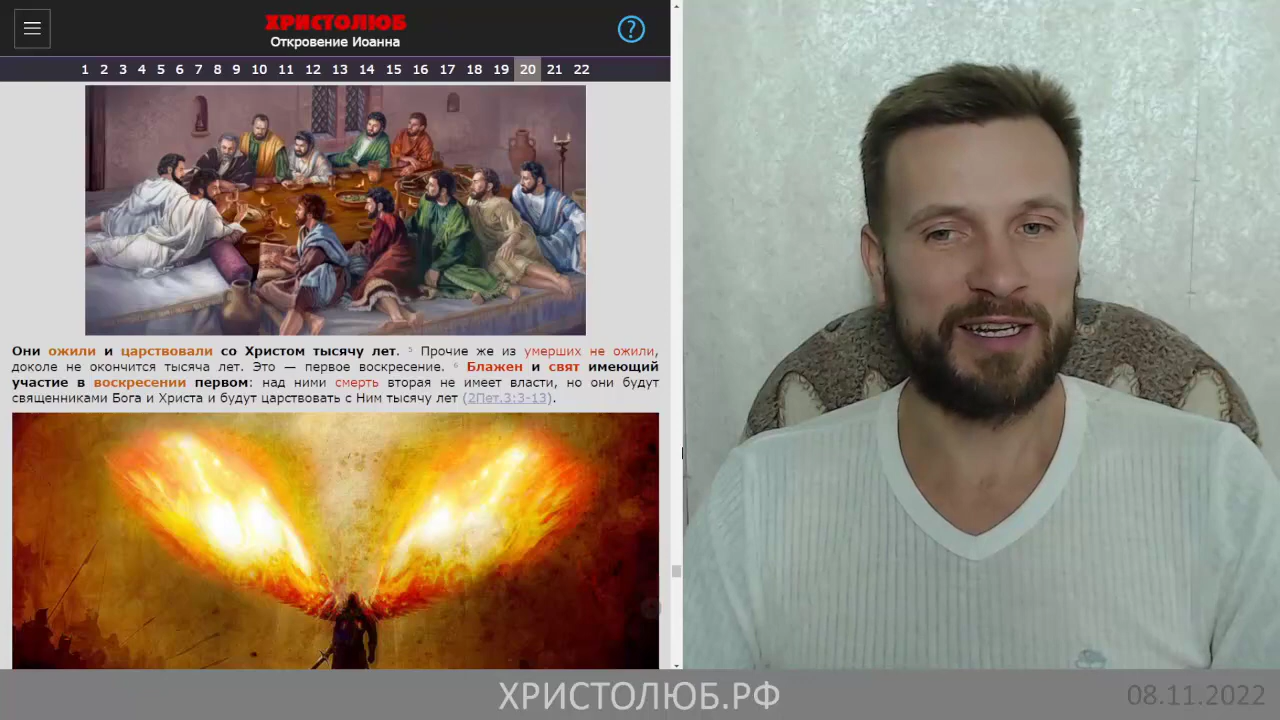 ХРИСТОЛЮБ
Откровение Иоанна
1 2 3 4 5 6 7 8 9 10 11 12 13 14 15 16 17 18 19 20 21 22
Они ожили и царствовали со Христом тысячу лет. 5 Прочие же из умерших не ожили,
доколе не окончится тысяча лет. Это — первое воскресение. 6 Блажен и свят имеющий
участие в воскресении первом: над ними смерть вторая не имеет власти, но они будут
священниками Бога и Христа и будут царствовать с Ним тысячу лет (2Пет.3:3-13).
ХРИСТОЛЮБ.РФ
08.11.2022